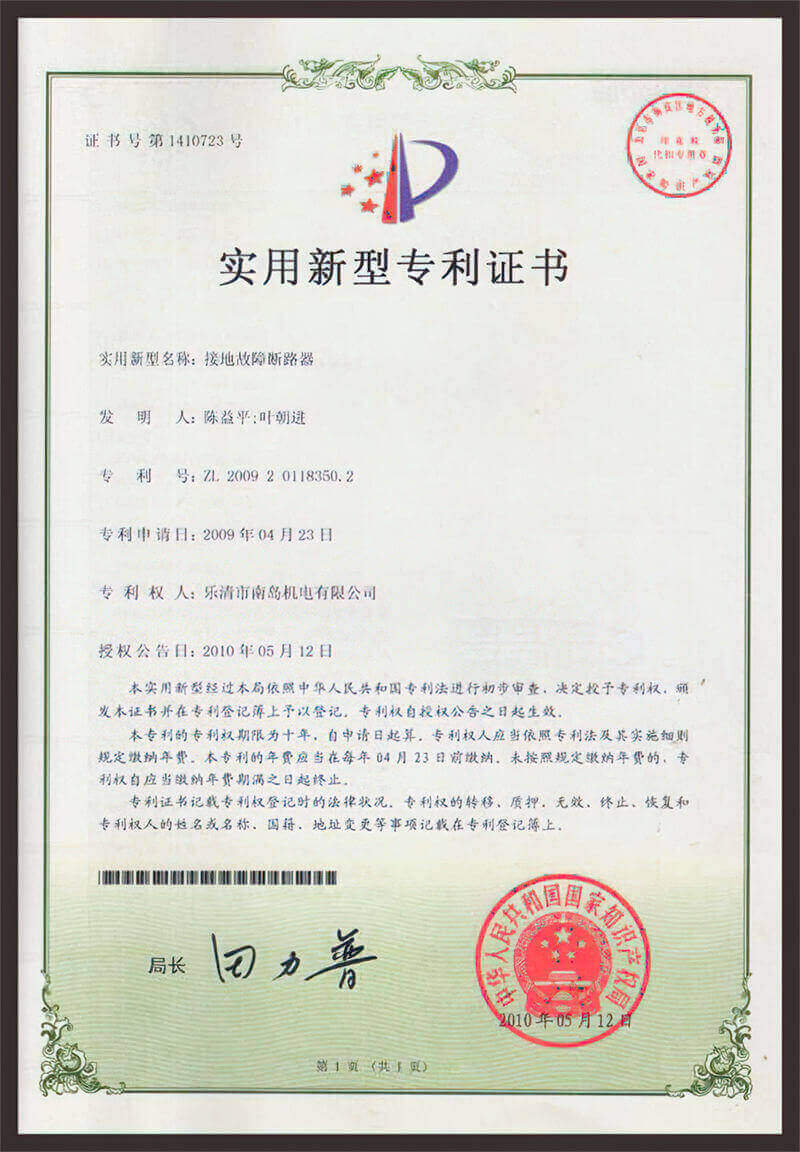 证书号第1410723号
实用新型专利证书
实用新型名称：接地故障断路器
发明人：陈益平;叶朝进
专利号：ZL 2009 2 0118350.2
专利申请日：2009年04月23日
专利权人：乐清市南岛机电有限公司
授权公告日：2010年05月12日
本实用新型经过本局依照中华人民共和国专利法进行初步审查，决定授予专利权，颁
发本证书并在专利登记簿上予以登记。专利权自授权公告之日起生效。
本专利的专利权期限为十年，自申请日起算。专利权人应当依照专利法及其实施细则
规定缴纳年费。本专利的年费应当在每年04月23日前缴纳。未按照规定缴纳年费的，专
利权自应当缴纳年费期满之日起终止。
专利证书记载专利权登记时的法律状况。专利权的转移、质押、无效、终止、恢复和
专利权人的姓名或名称、国籍、地址变更等事项记载在专利登记簿上。
局长 田力普
中华人民共和国国家知识产权局
2010年05月12日
第1页（共1页）